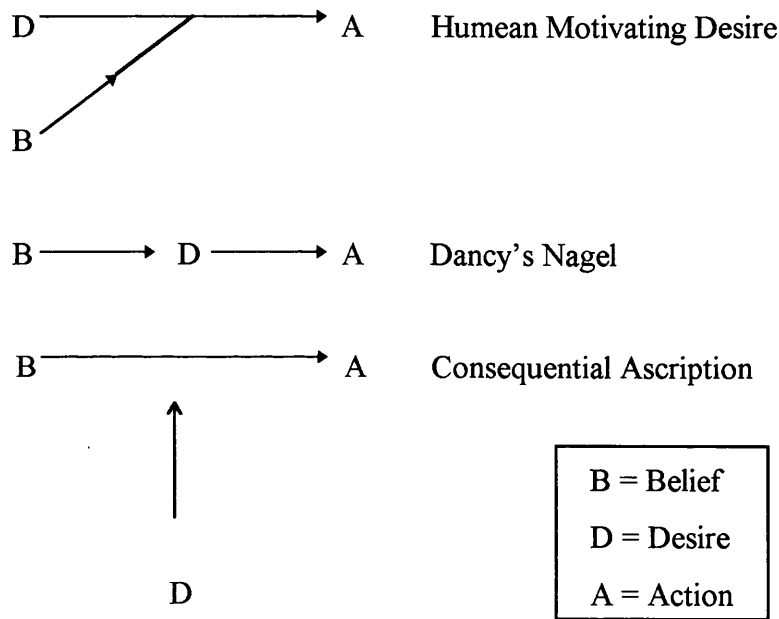 D A Humean Motivating Desire
B
B D A Dancy's Nagel
B A Consequential Ascription
D
B = Belief
D = Desire
A = Action